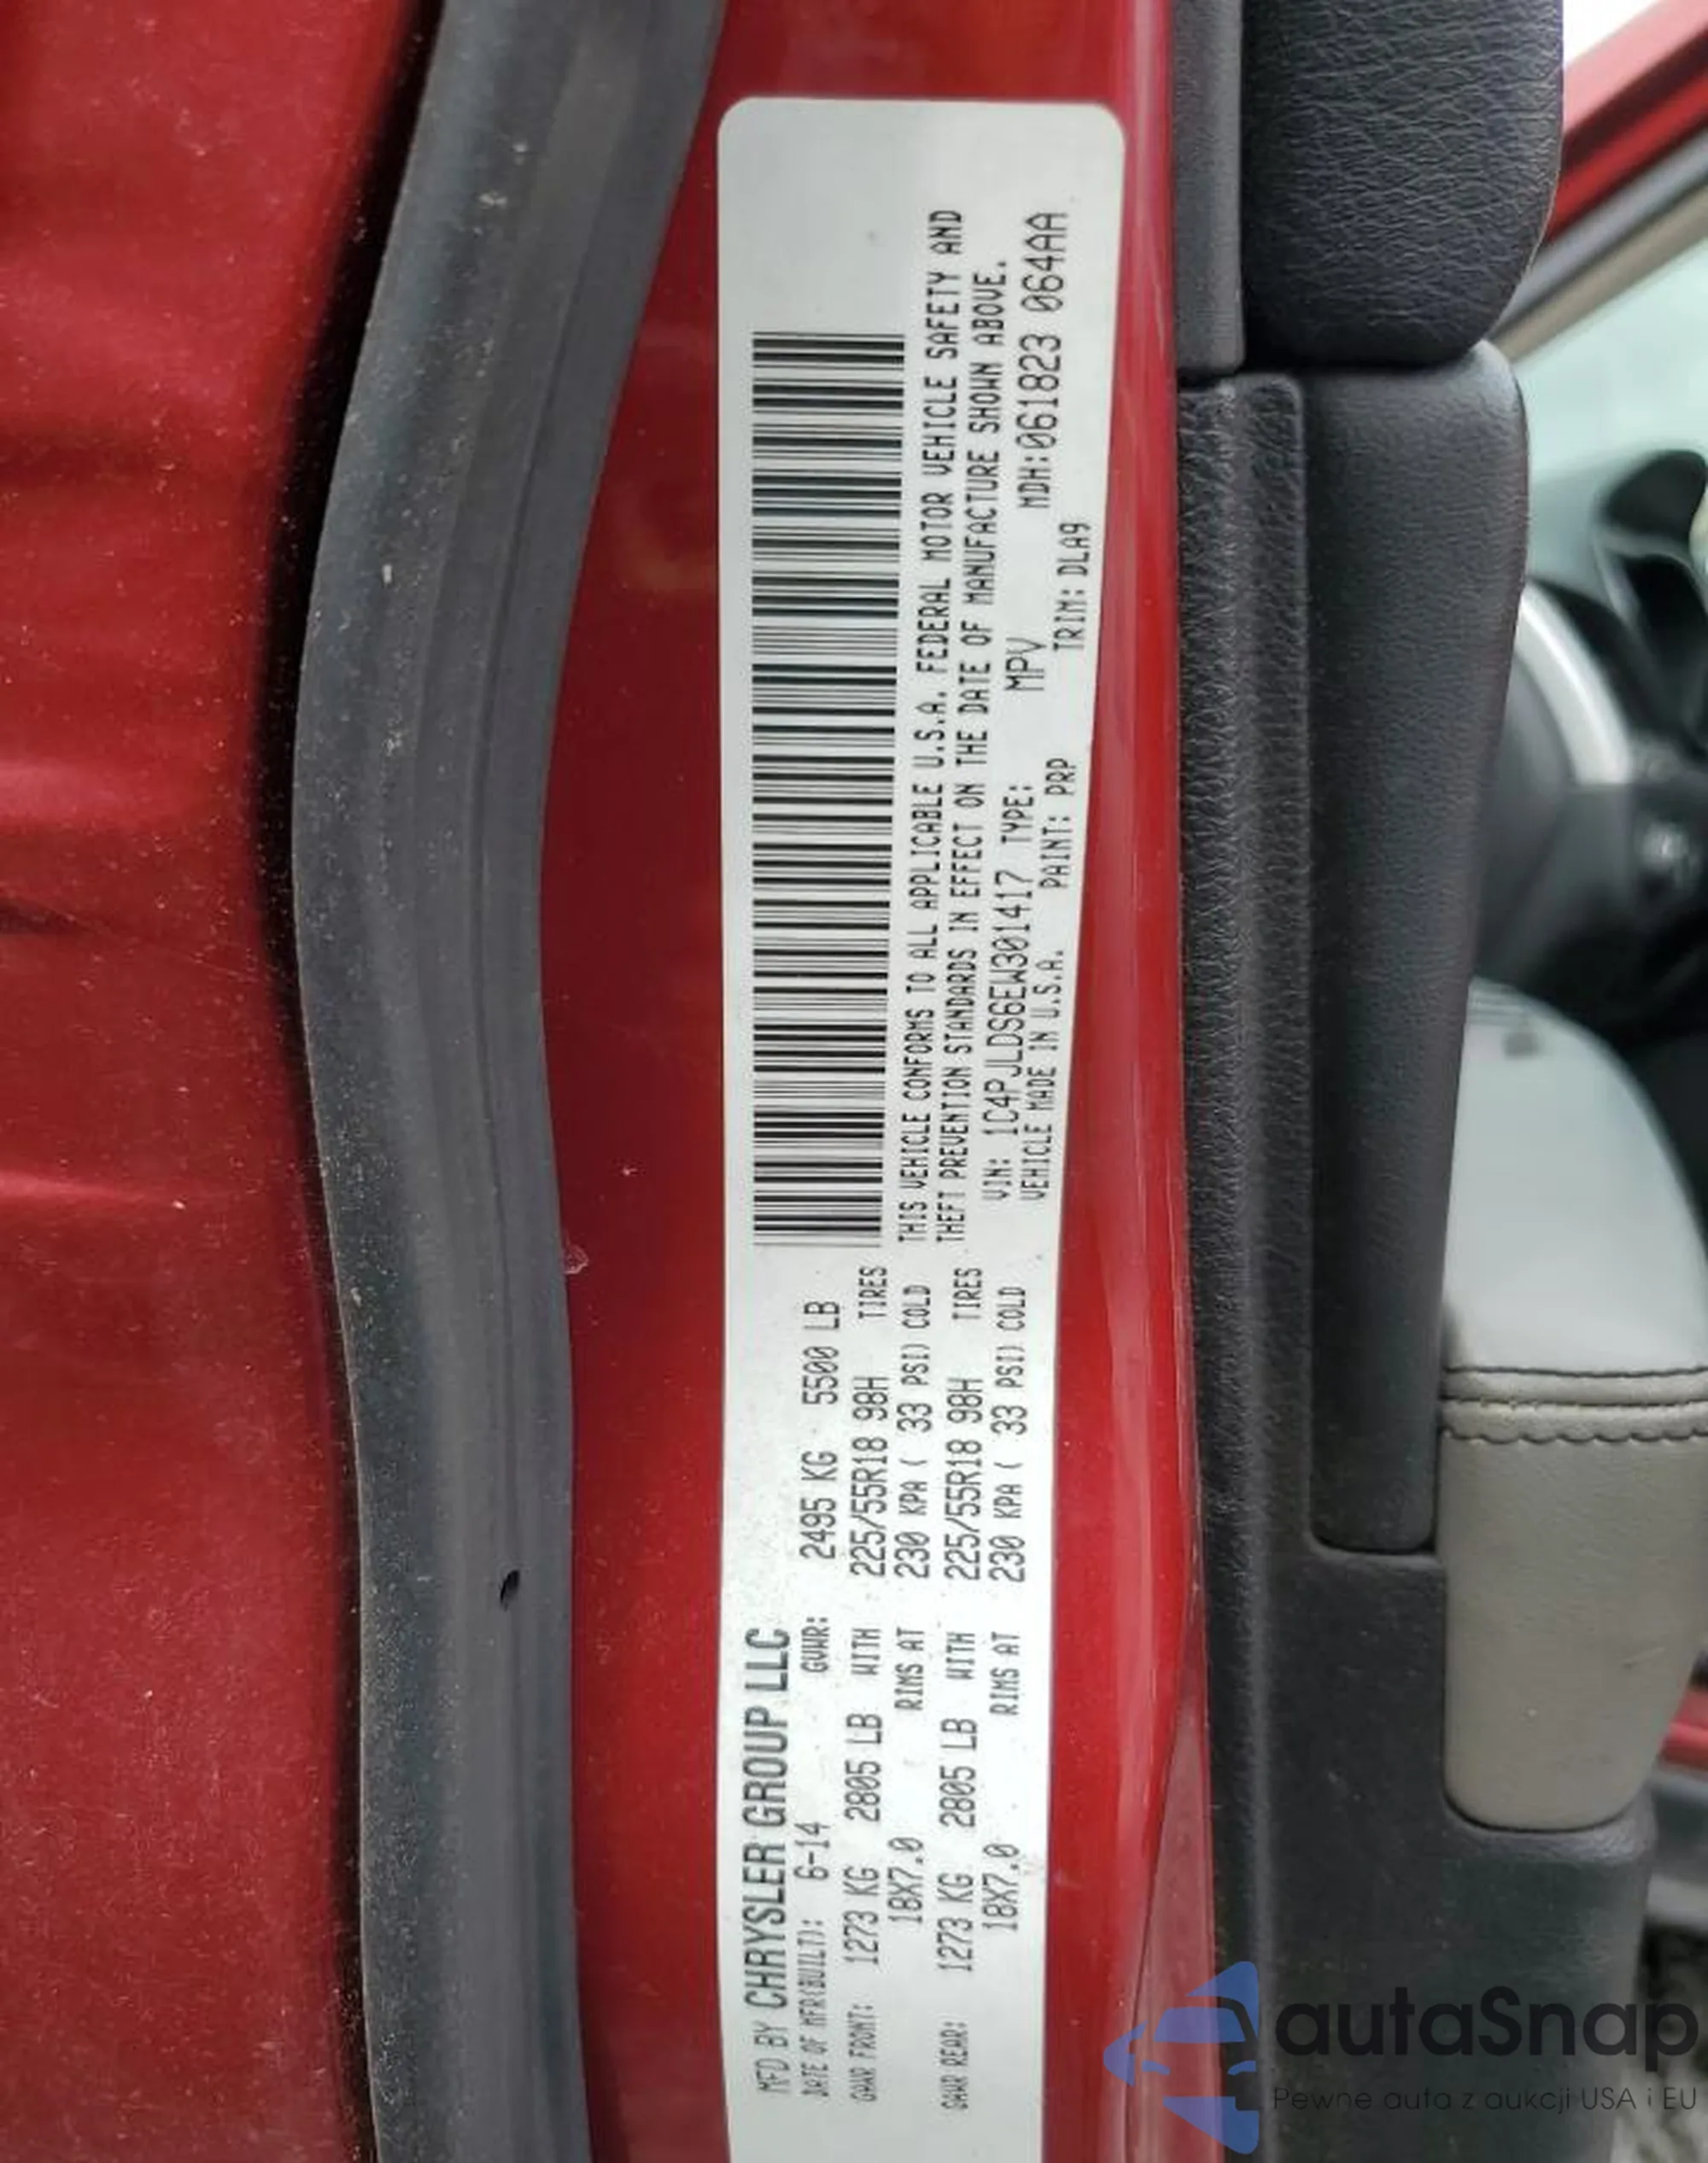 MFD BY CHRYSLER GROUP LLC
DATE OF MFR(BUILT): 6-14 GVWR: 2495 KG 5500 LB
GAWR FRONT: 1273 KG 2805 LB WITH 225/55R18 98H TIRES
18X7.0 RIMS AT 230 KPA ( 33 PSI) COLD
GAWR REAR: 1273 KG 2805 LB WITH 225/55R18 98H TIRES
18X7.0 RIMS AT 230 KPA ( 33 PSI) COLD
THIS VEHICLE CONFORMS TO ALL APPLICABLE U.S.A. FEDERAL MOTOR VEHICLE SAFETY AND
THEFT PREVENTION STANDARDS IN EFFECT ON THE DATE OF MANUFACTURE SHOWN ABOVE.
VIN: 1C4PJLDS6EW301417 TYPE: MPV MDH:061823 064AA
VEHICLE MADE IN U.S.A. PAINT: PRP TRIM: DLA9
autaSnap
Pewne auta z aukcji USA i EU